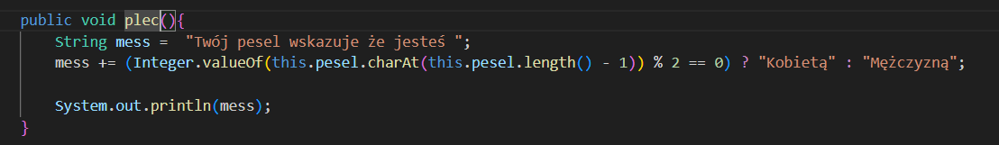 public void plec(){
String mess =  "Twój pesel wskazuje że jesteś ";
mess += (Integer.valueOf(this.pesel.charAt(this.pesel.length() - 1)) % 2 == 0) ? "Kobietą" : "Mężczyzną";
System.out.println(mess);
}